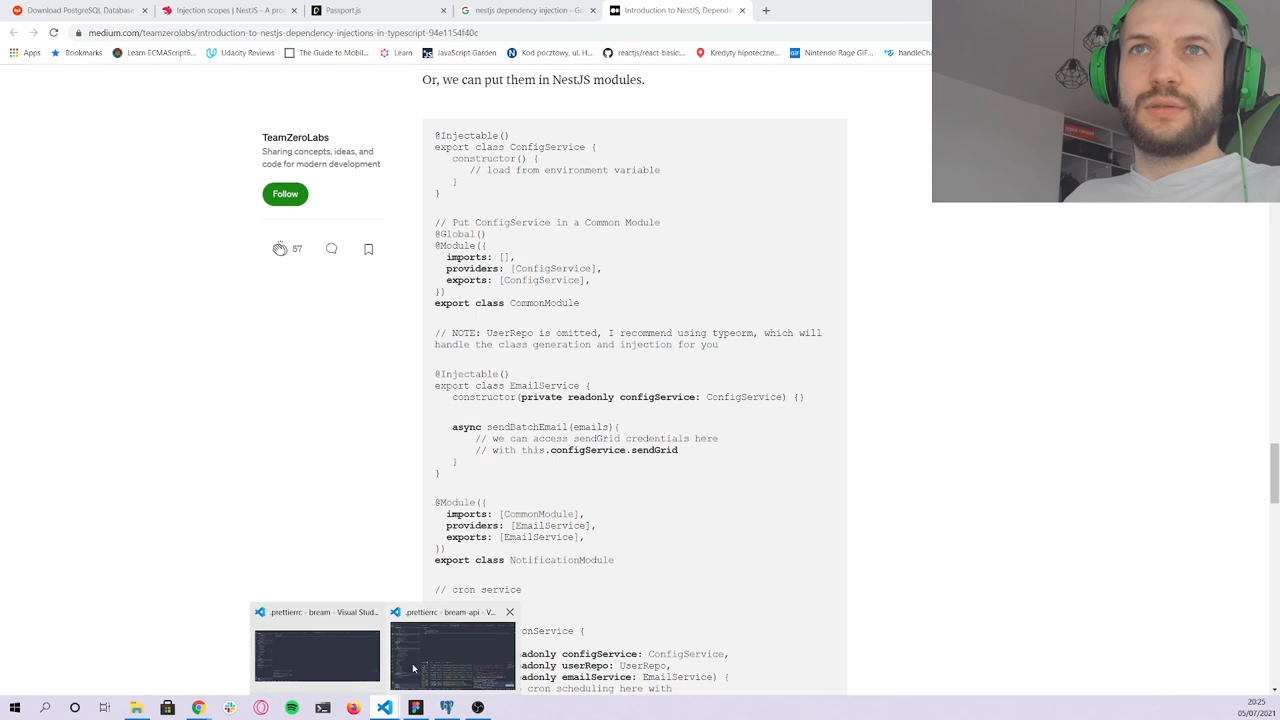 Download PostgreSQL Database
Injection scopes | NestJS - A pro
Passport.js
nestjs dependency injection - Go
Introduction to NestJS, Depende
medium.com/teamzerolabs/introduction-to-nestjs-dependency-injections-in-typescript-94e1154f40c
Apps
Bookmarks
Learn ECMAScript6...
Udacity Reviews
The Guide to Mobil...
Learn
JavaScript Garden
Kod pocztowy, ul. H...
reactjs/react-basic...
Kredyty hipoteczne...
Nintendo Rage GiF...
handleCha
Or, we can put them in NestJS modules.
TeamZeroLabs
Sharing concepts, ideas, and
code for modern development
Follow
57
@Injectable()
export class ConfigService {
constructor() {
// load from environment variable
}
}
// Put ConfigService in a Common Module
@Global()
@Module({
imports: [],
providers: [ConfigService],
exports: [ConfigService],
})
export class CommonModule
// NOTE: UserRepo is omitted, I recommend using typeorm, which will
handle the class generation and injection for you
@Injectable()
export class EmailService {
constructor(private readonly configService: ConfigService) {}
async sendBatchEmail(emails){
// we can access sendGrid credentials here
// with this.configService.sendGrid
}
}
@Module({
imports: [CommonModule],
providers: [EmailService],
exports: [EmailService],
})
export class NotificationModule
// cron service
.prettierrc - bream - Visual Stud...
.prettierrc - bream-api - V...
onService {
adonly configService: ConfigService,
adonly userRepo: UserRepo,
adonly emailService: EmailService) {
cron scheduling here with
20:25
05/07/2021